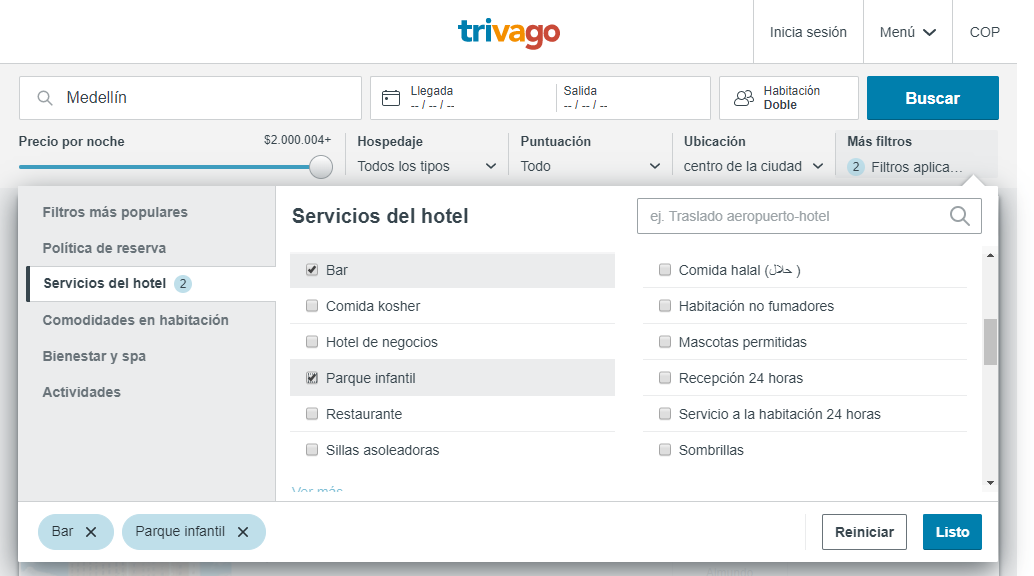 trivago
Inicia sesión
Menú
COP
Medellín
Llegada
-- / -- / --
Salida
-- / -- / --
Habitación
Doble
Buscar
Precio por noche
$2.000.004+
Hospedaje
Todos los tipos
Puntuación
Todo
Ubicación
centro de la ciudad
Más filtros
2 Filtros aplica...
Filtros más populares
Política de reserva
Servicios del hotel 2
Comodidades en habitación
Bienestar y spa
Actividades
Servicios del hotel
ej. Traslado aeropuerto-hotel
Bar
Comida kosher
Hotel de negocios
Parque infantil
Restaurante
Sillas asoleadoras
Ver más
Comida halal (حلال )
Habitación no fumadores
Mascotas permitidas
Recepción 24 horas
Servicio a la habitación 24 horas
Sombrillas
Bar X
Parque infantil X
Reiniciar
Listo